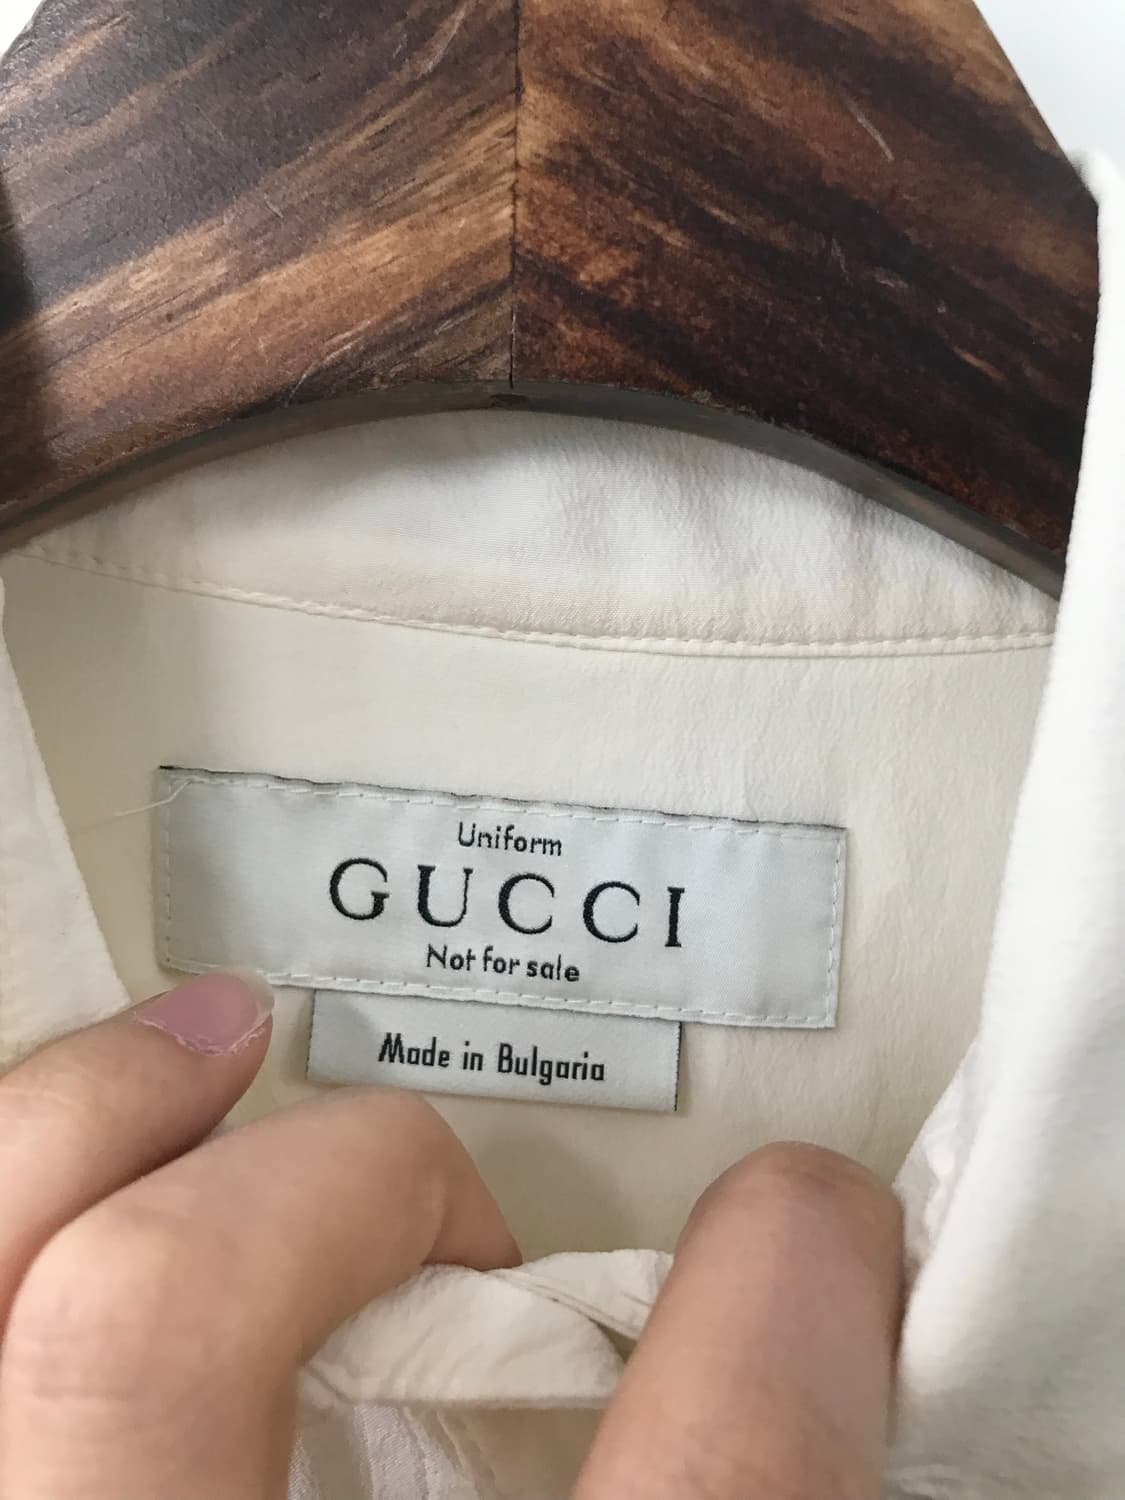 Uniform
GUCCI
Not for sale
Made in Bulgaria